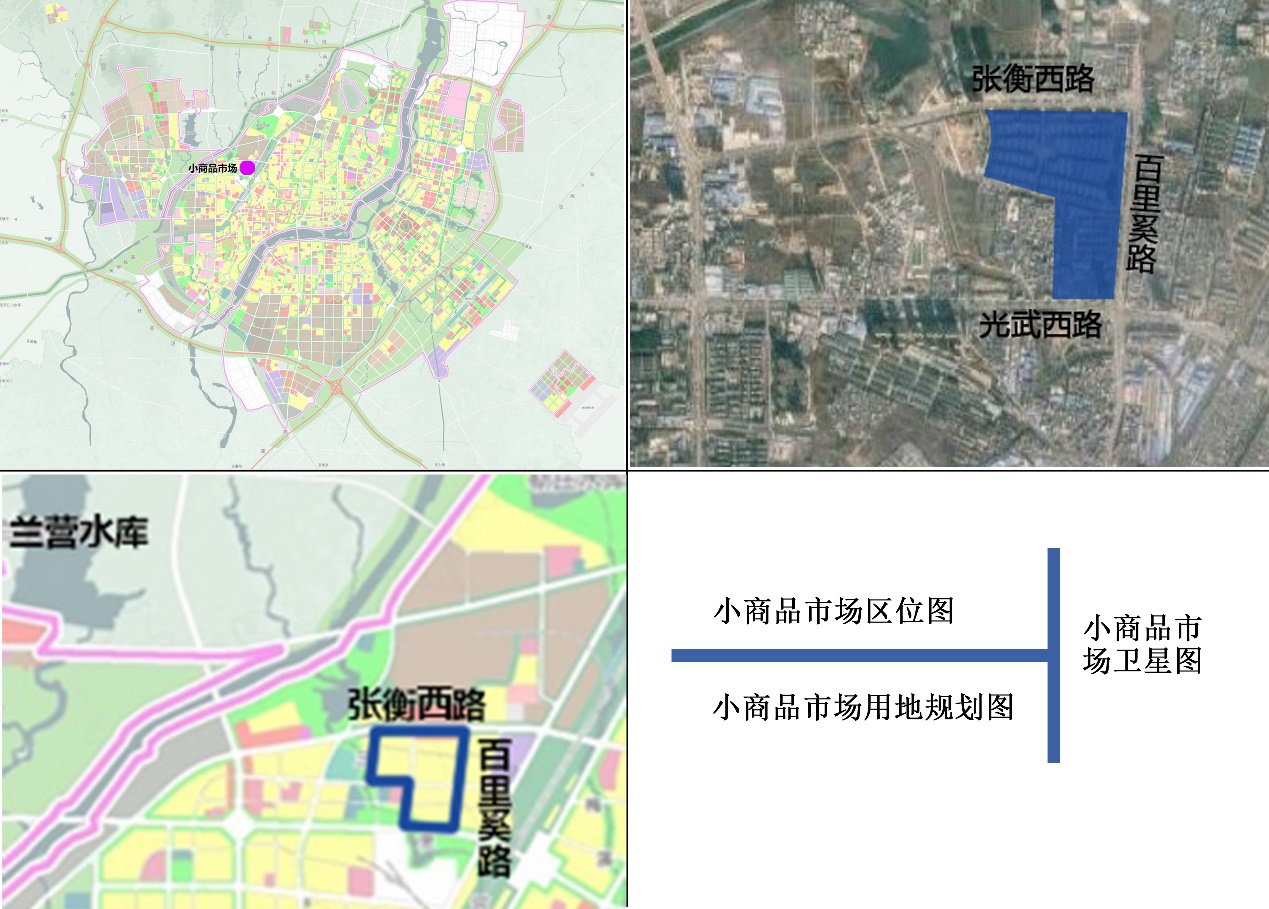 小商品市场
张衡西路
百里奚路
光武西路
兰营水库
张衡西路
百里奚路
小商品市场区位图
小商品市场用地规划图
小商品市
场卫星图